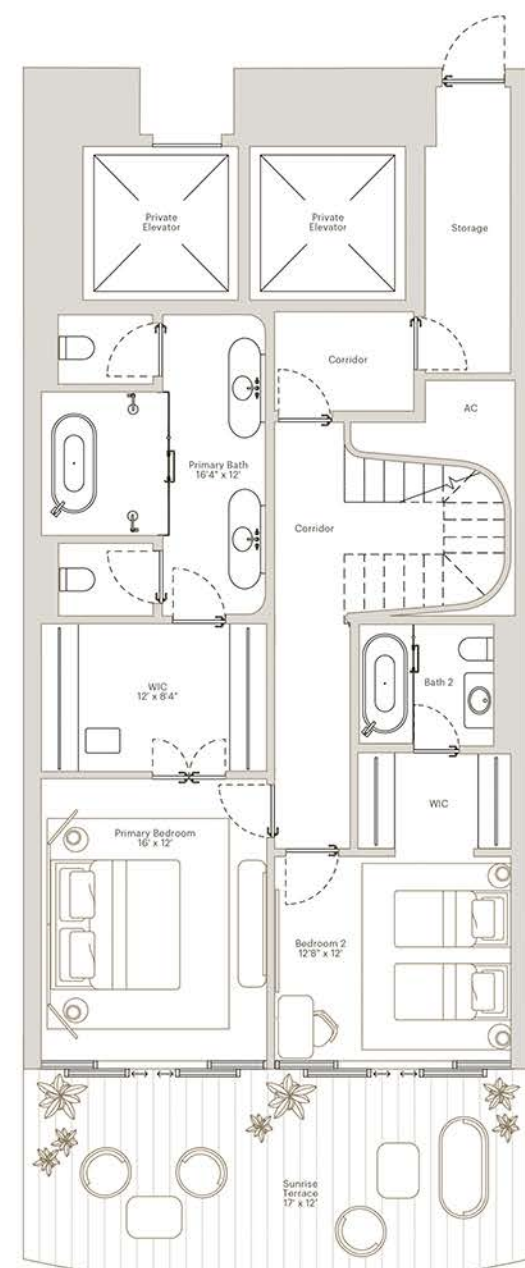 Private
Elevator
Private
Elevator
Storage
Corridor
AC
Primary Bath
16'4" x 12'
Corridor
WIC
12' x 8'4"
Bath 2
WIC
Primary Bedroom
16' x 12'
Bedroom 2
12'8" x 12'
Sunrise
Terrace
17' x 12'